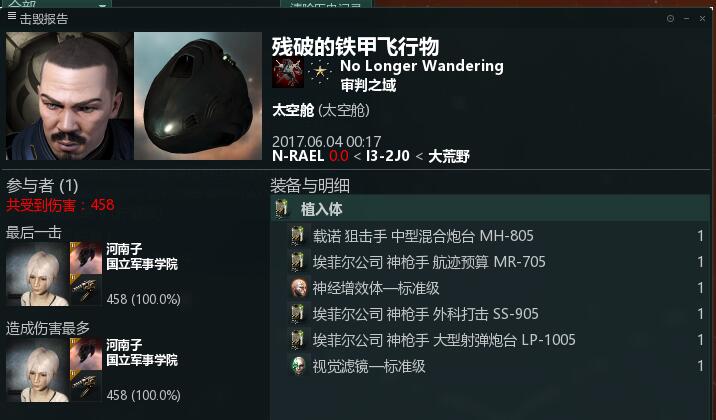 全部
清除历史记录
击毁报告
残破的铁甲飞行物
No Longer Wandering
审判之域
太空舱 (太空舱)
2017.06.04 00:17
N-RAEL 0.0 < I3-2J0 < 大荒野
参与者 (1)
共受到伤害：458
最后一击
河南子
国立军事学院
458 (100.0%)
造成伤害最多
河南子
国立军事学院
458 (100.0%)
装备与明细
植入体
载诺 狙击手 中型混合炮台 MH-805 1
埃菲尔公司 神枪手 航迹预算 MR-705 1
神经增效体—标准级 1
埃菲尔公司 神枪手 外科打击 SS-905 1
埃菲尔公司 神枪手 大型射弹炮台 LP-1005 1
视觉滤镜—标准级 1